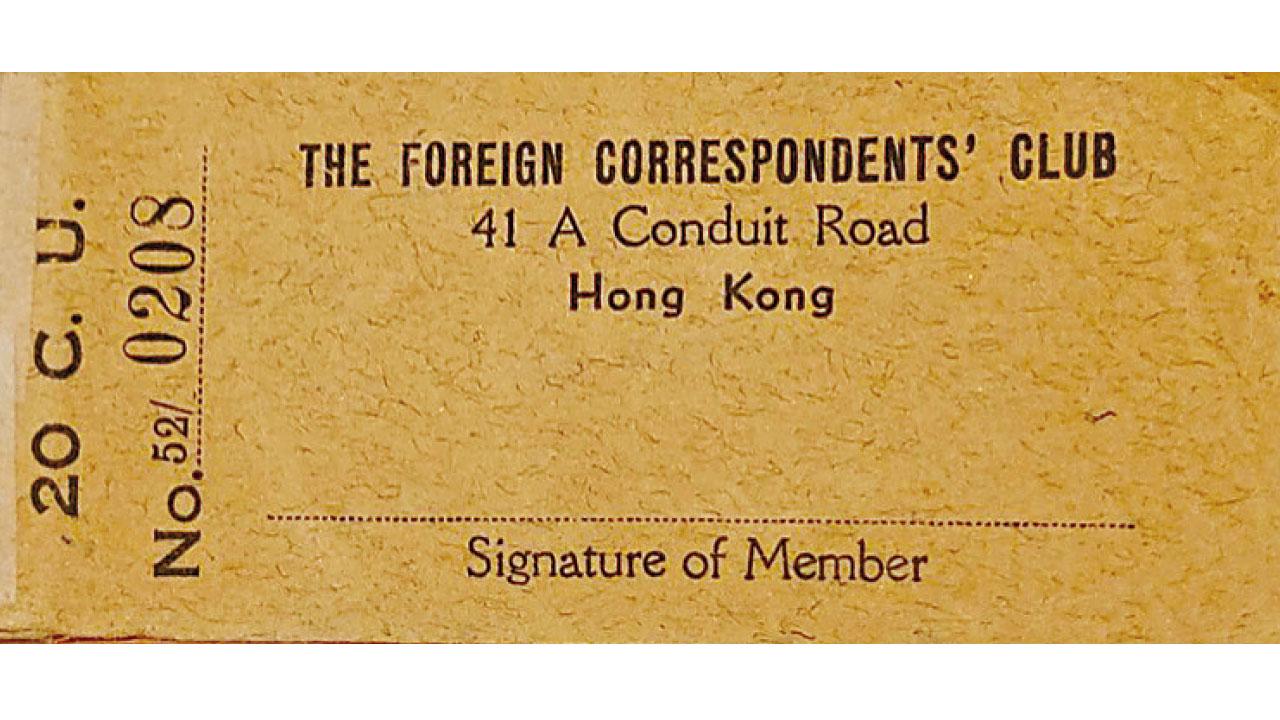 20 C. U.
No. 52/ 0208
THE FOREIGN CORRESPONDENTS' CLUB
41 A Conduit Road
Hong Kong
Signature of Member